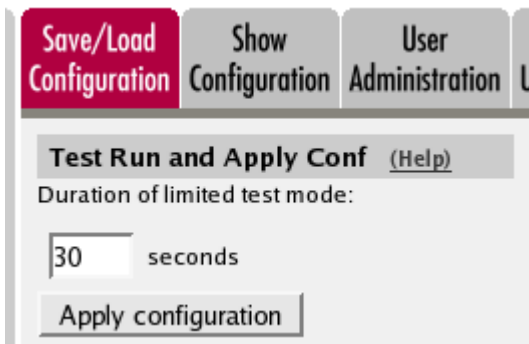 Save/Load Configuration
Show Configuration
User Administration
Test Run and Apply Conf (Help)
Duration of limited test mode:
30 seconds
Apply configuration